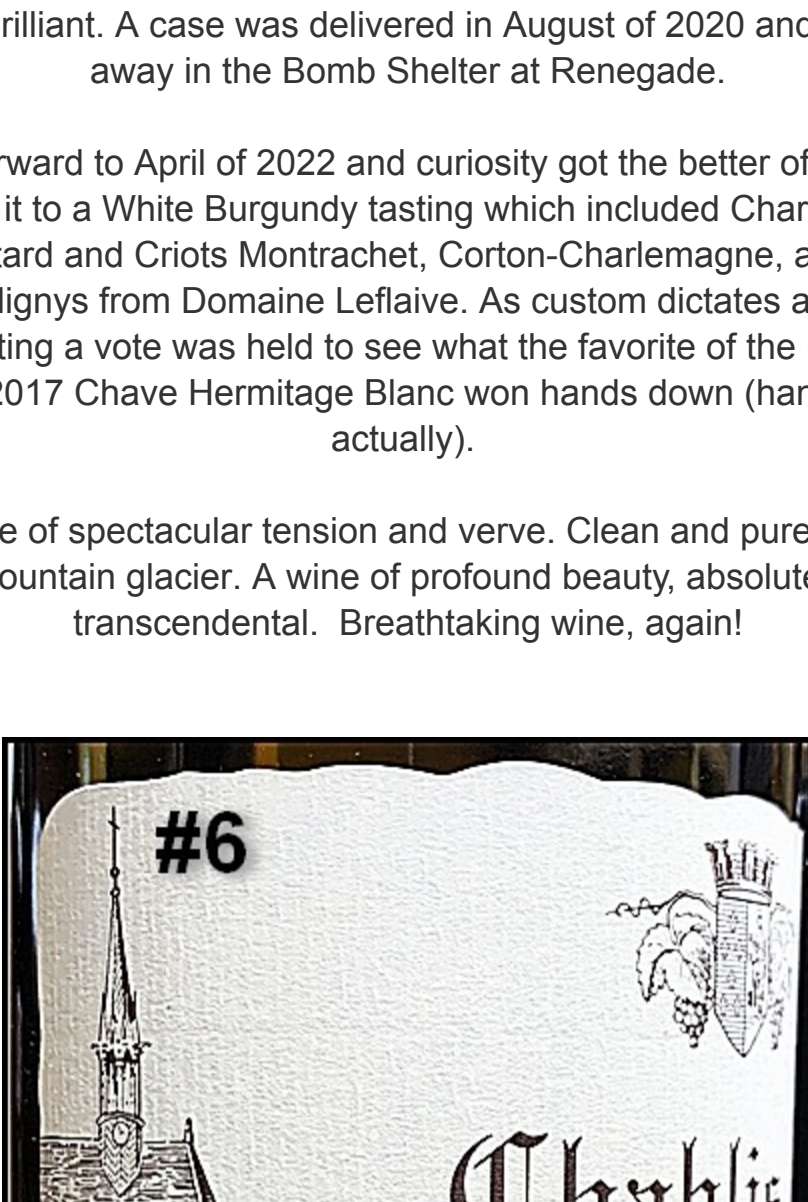 rilliant. A case was delivered in August of 2020 and
away in the Bomb Shelter at Renegade.
rward to April of 2022 and curiosity got the better of
it to a White Burgundy tasting which included Char
tard and Criots Montrachet, Corton-Charlemagne, a
lignys from Domaine Leflaive. As custom dictates a
ting a vote was held to see what the favorite of the
2017 Chave Hermitage Blanc won hands down (han
actually).
e of spectacular tension and verve. Clean and pure
ountain glacier. A wine of profound beauty, absolute
transcendental.  Breathtaking wine, again!
#6
Chablis